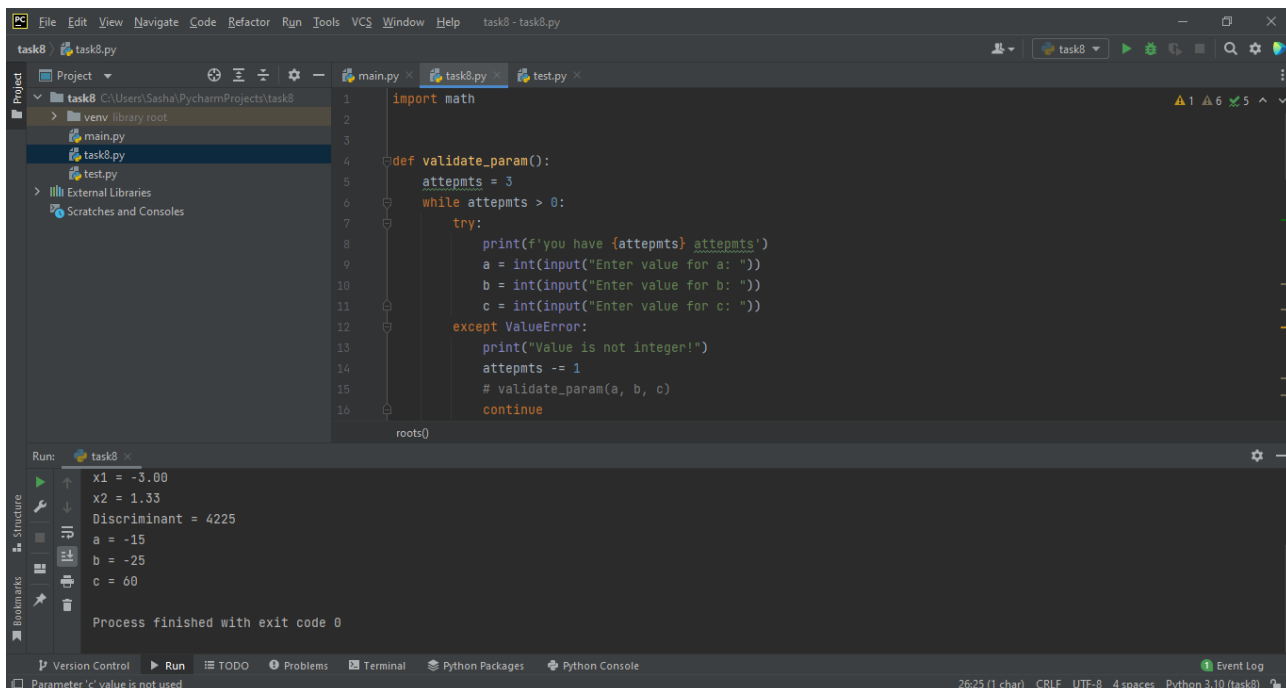 PC File Edit View Navigate Code Refactor Run Tools VCS Window Help task8 - task8.py
task8 task8.py task8
Project Project main.py task8.py test.py
task8 C:\Users\Sasha\PycharmProjects\task8
venv library root
main.py
task8.py
test.py
External Libraries
Scratches and Consoles
1 import math
2
3
4 def validate_param():
5 attepmts = 3
6 while attepmts > 0:
7 try:
8 print(f'you have {attepmts} attepmts')
9 a = int(input("Enter value for a: "))
10 b = int(input("Enter value for b: "))
11 c = int(input("Enter value for c: "))
12 except ValueError:
13 print("Value is not integer!")
14 attepmts -= 1
15 # validate_param(a, b, c)
16 continue
1 6 5
roots()
Run: task8
x1 = -3.00
x2 = 1.33
Discriminant = 4225
a = -15
b = -25
c = 60
Process finished with exit code 0
Structure
Bookmarks
Version Control Run TODO Problems Terminal Python Packages Python Console 1 Event Log
Parameter 'c' value is not used 26:25 (1 char) CRLF UTF-8 4 spaces Python 3.10 (task8)